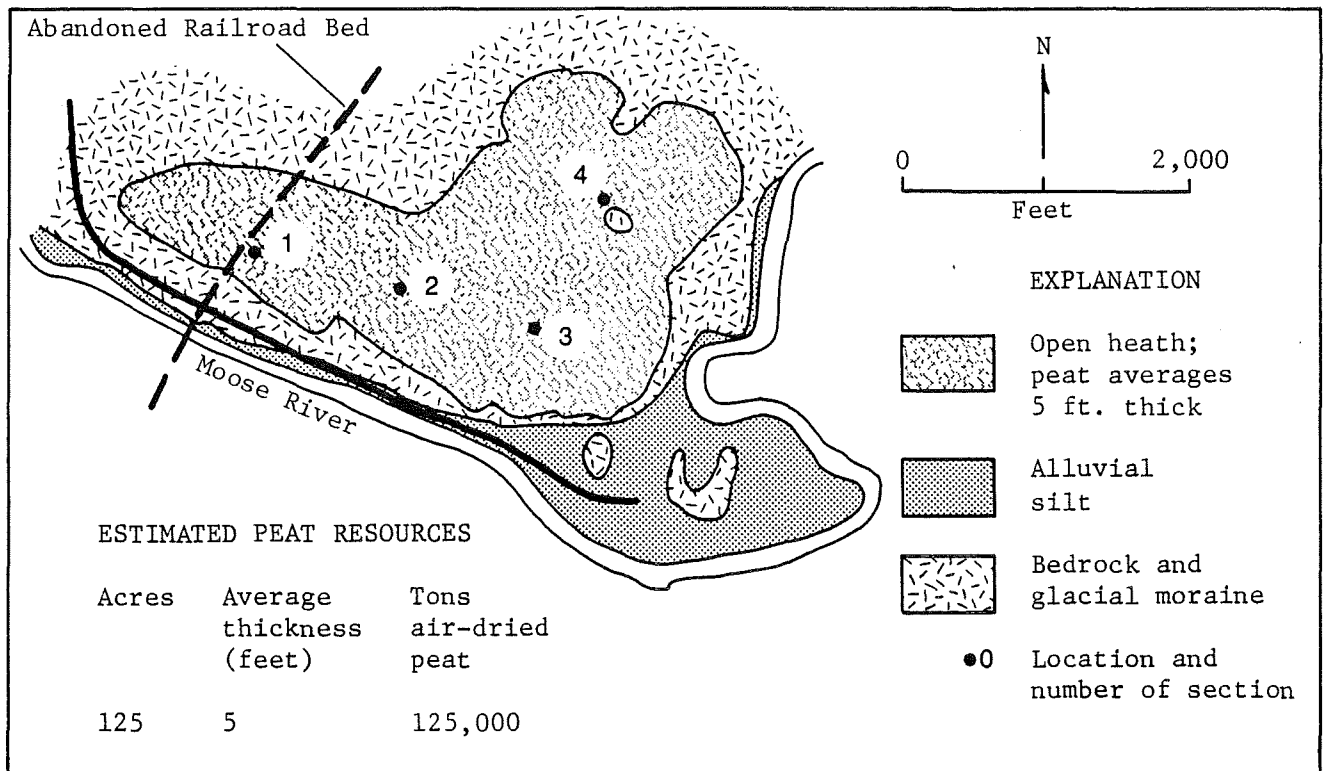 Abandoned Railroad Bed
N
0 2,000
Feet
1
2
3
4
Moose River
EXPLANATION
Open heath;
peat averages
5 ft. thick
Alluvial
silt
Bedrock and
glacial moraine
0 Location and
number of section
ESTIMATED PEAT RESOURCES
Acres Average Tons
thickness air-dried
(feet) peat
125 5 125,000